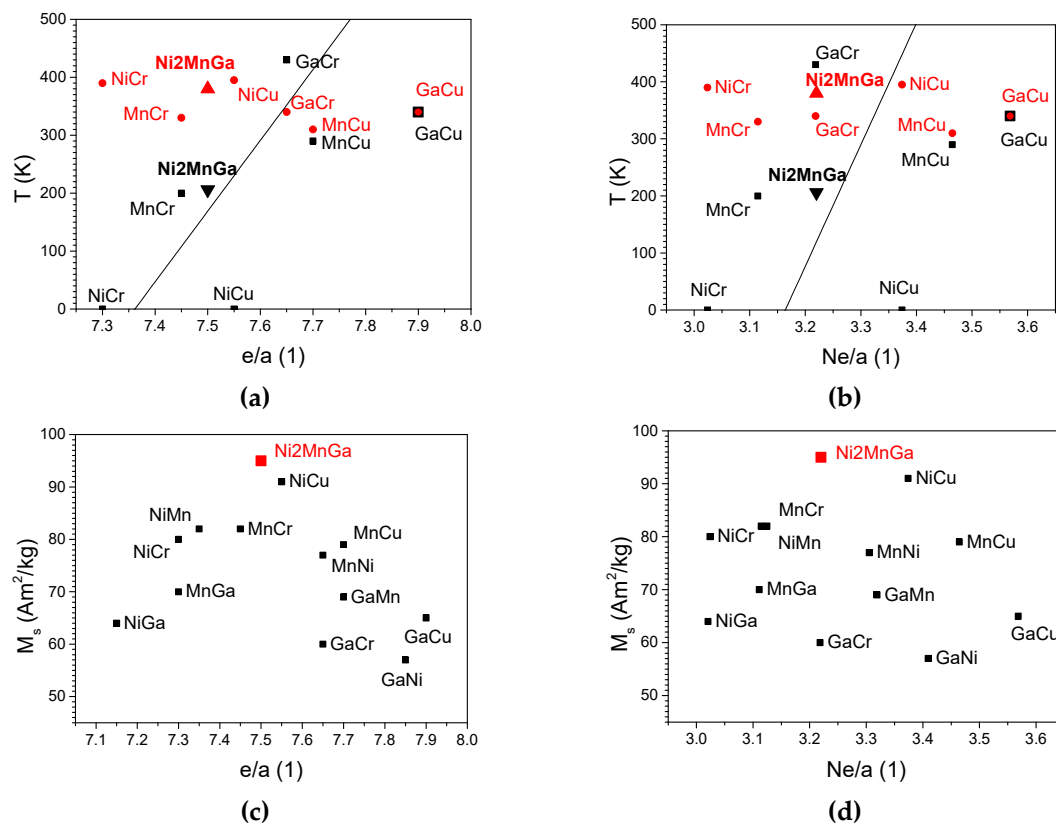 500
400
300
200
100
0
T (K)
7.3
7.4
7.5
7.6
7.7
7.8
7.9
8.0
e/a (1)
NiCr
MnCr
Ni2MnGa
NiCu
GaCr
GaCr
MnCu
MnCu
GaCu
GaCu
Ni2MnGa
MnCr
NiCr
NiCu
(a)
500
400
300
200
100
0
T (K)
3.0
3.1
3.2
3.3
3.4
3.5
3.6
Ne/a (1)
GaCr
Ni2MnGa
NiCr
NiCu
MnCr
GaCr
MnCu
MnCu
GaCu
GaCu
Ni2MnGa
MnCr
NiCr
NiCu
(b)
100
90
80
70
60
50
Ms (Am2/kg)
7.1
7.2
7.3
7.4
7.5
7.6
7.7
7.8
7.9
8.0
e/a (1)
Ni2MnGa
NiCu
NiMn
MnCr
NiCr
MnCu
MnNi
MnGa
GaMn
NiGa
GaCr
GaCu
GaNi
(c)
100
90
80
70
60
50
Ms (Am2/kg)
3.0
3.1
3.2
3.3
3.4
3.5
3.6
Ne/a (1)
Ni2MnGa
NiCu
MnCr
NiCr
NiMn
MnCu
MnNi
MnGa
GaMn
NiGa
GaCr
GaCu
GaNi
(d)